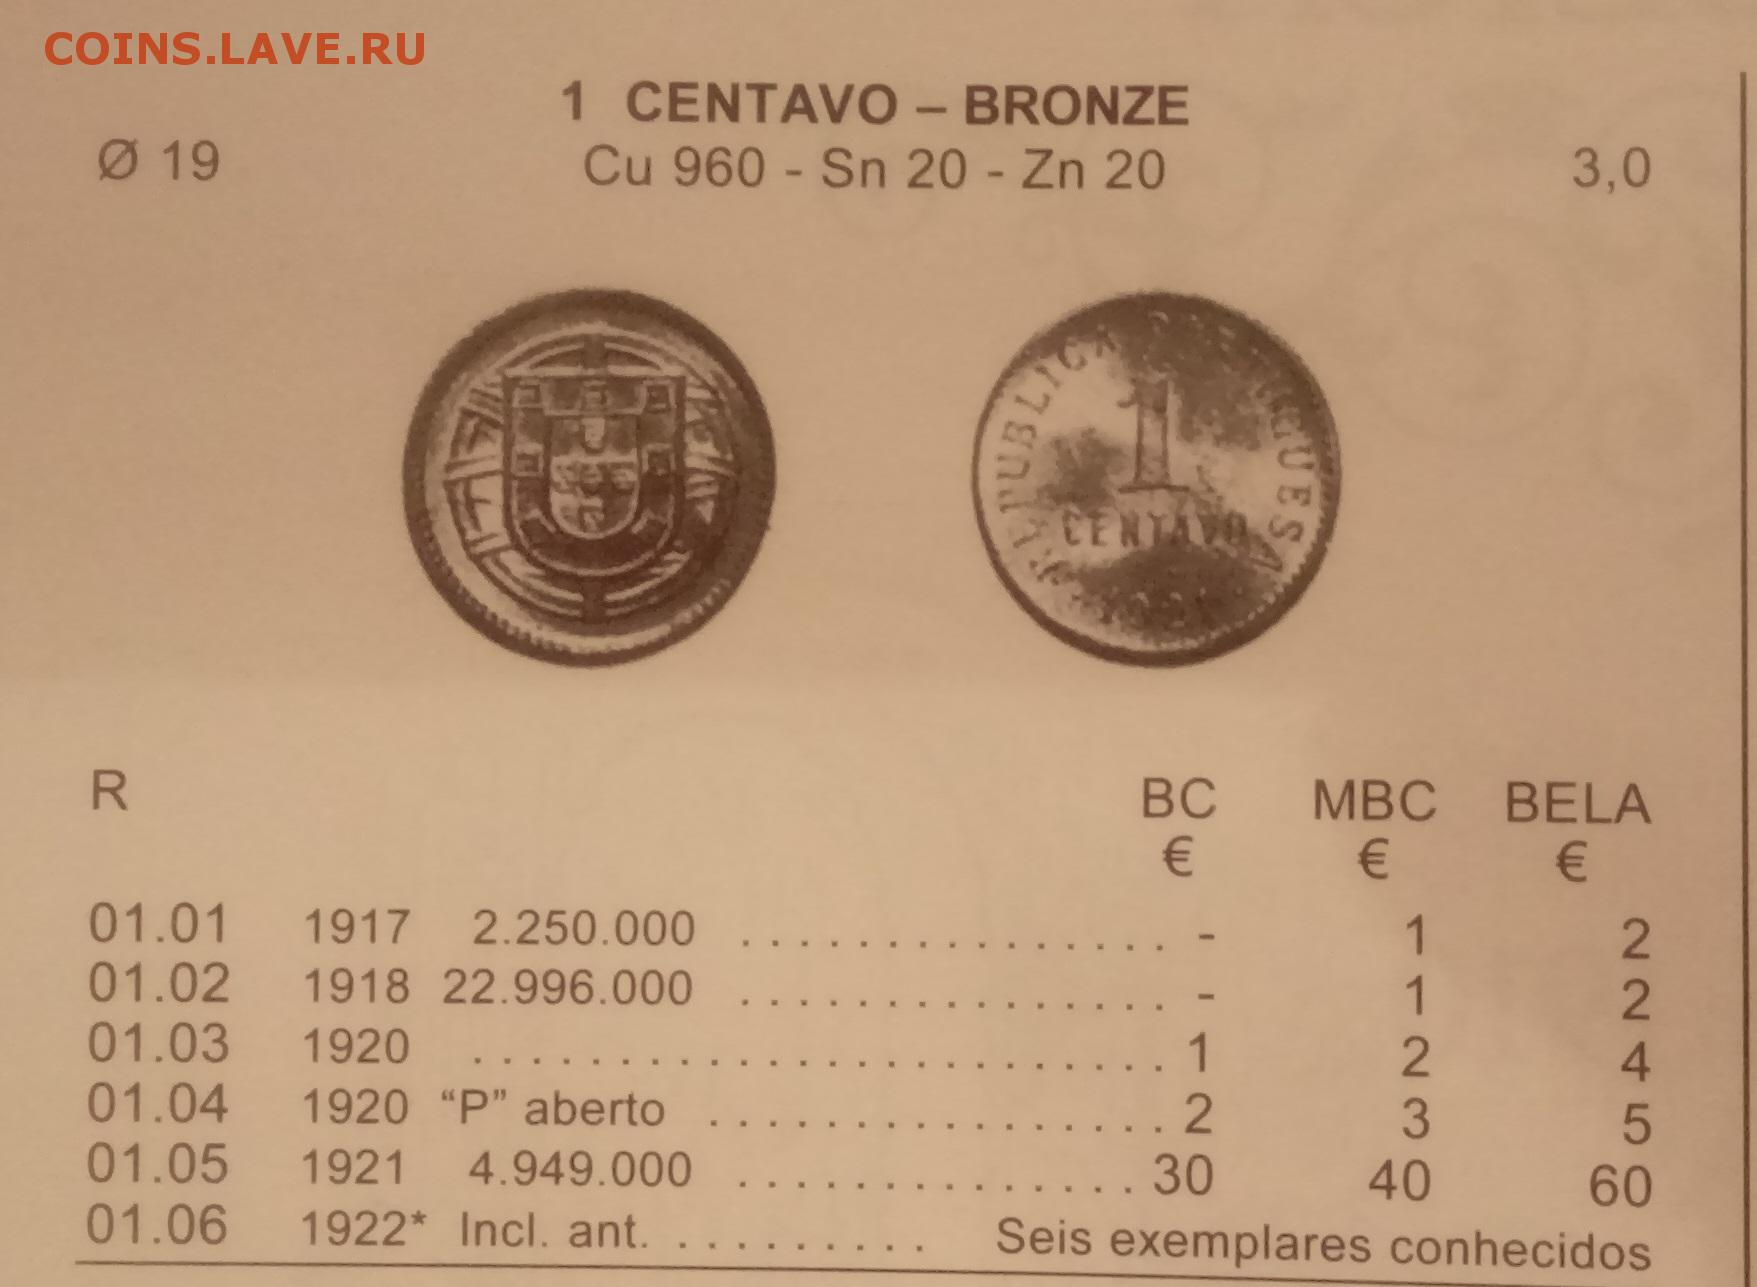 COINS.LAVE.RU
1 CENTAVO – BRONZE
Ø 19 Cu 960 - Sn 20 - Zn 20 3,0
REPUBLICA
1
CENTAVO
R BC MBC BELA
€ € €
01.01 1917 2.250.000 ............... - 1 2
01.02 1918 22.996.000 ............... - 1 2
01.03 1920 ........................ 1 2 4
01.04 1920 “P” aberto ................ 2 3 5
01.05 1921 4.949.000 .............. 30 40 60
01.06 1922* Incl. ant. .......... Seis exemplares conhecidos